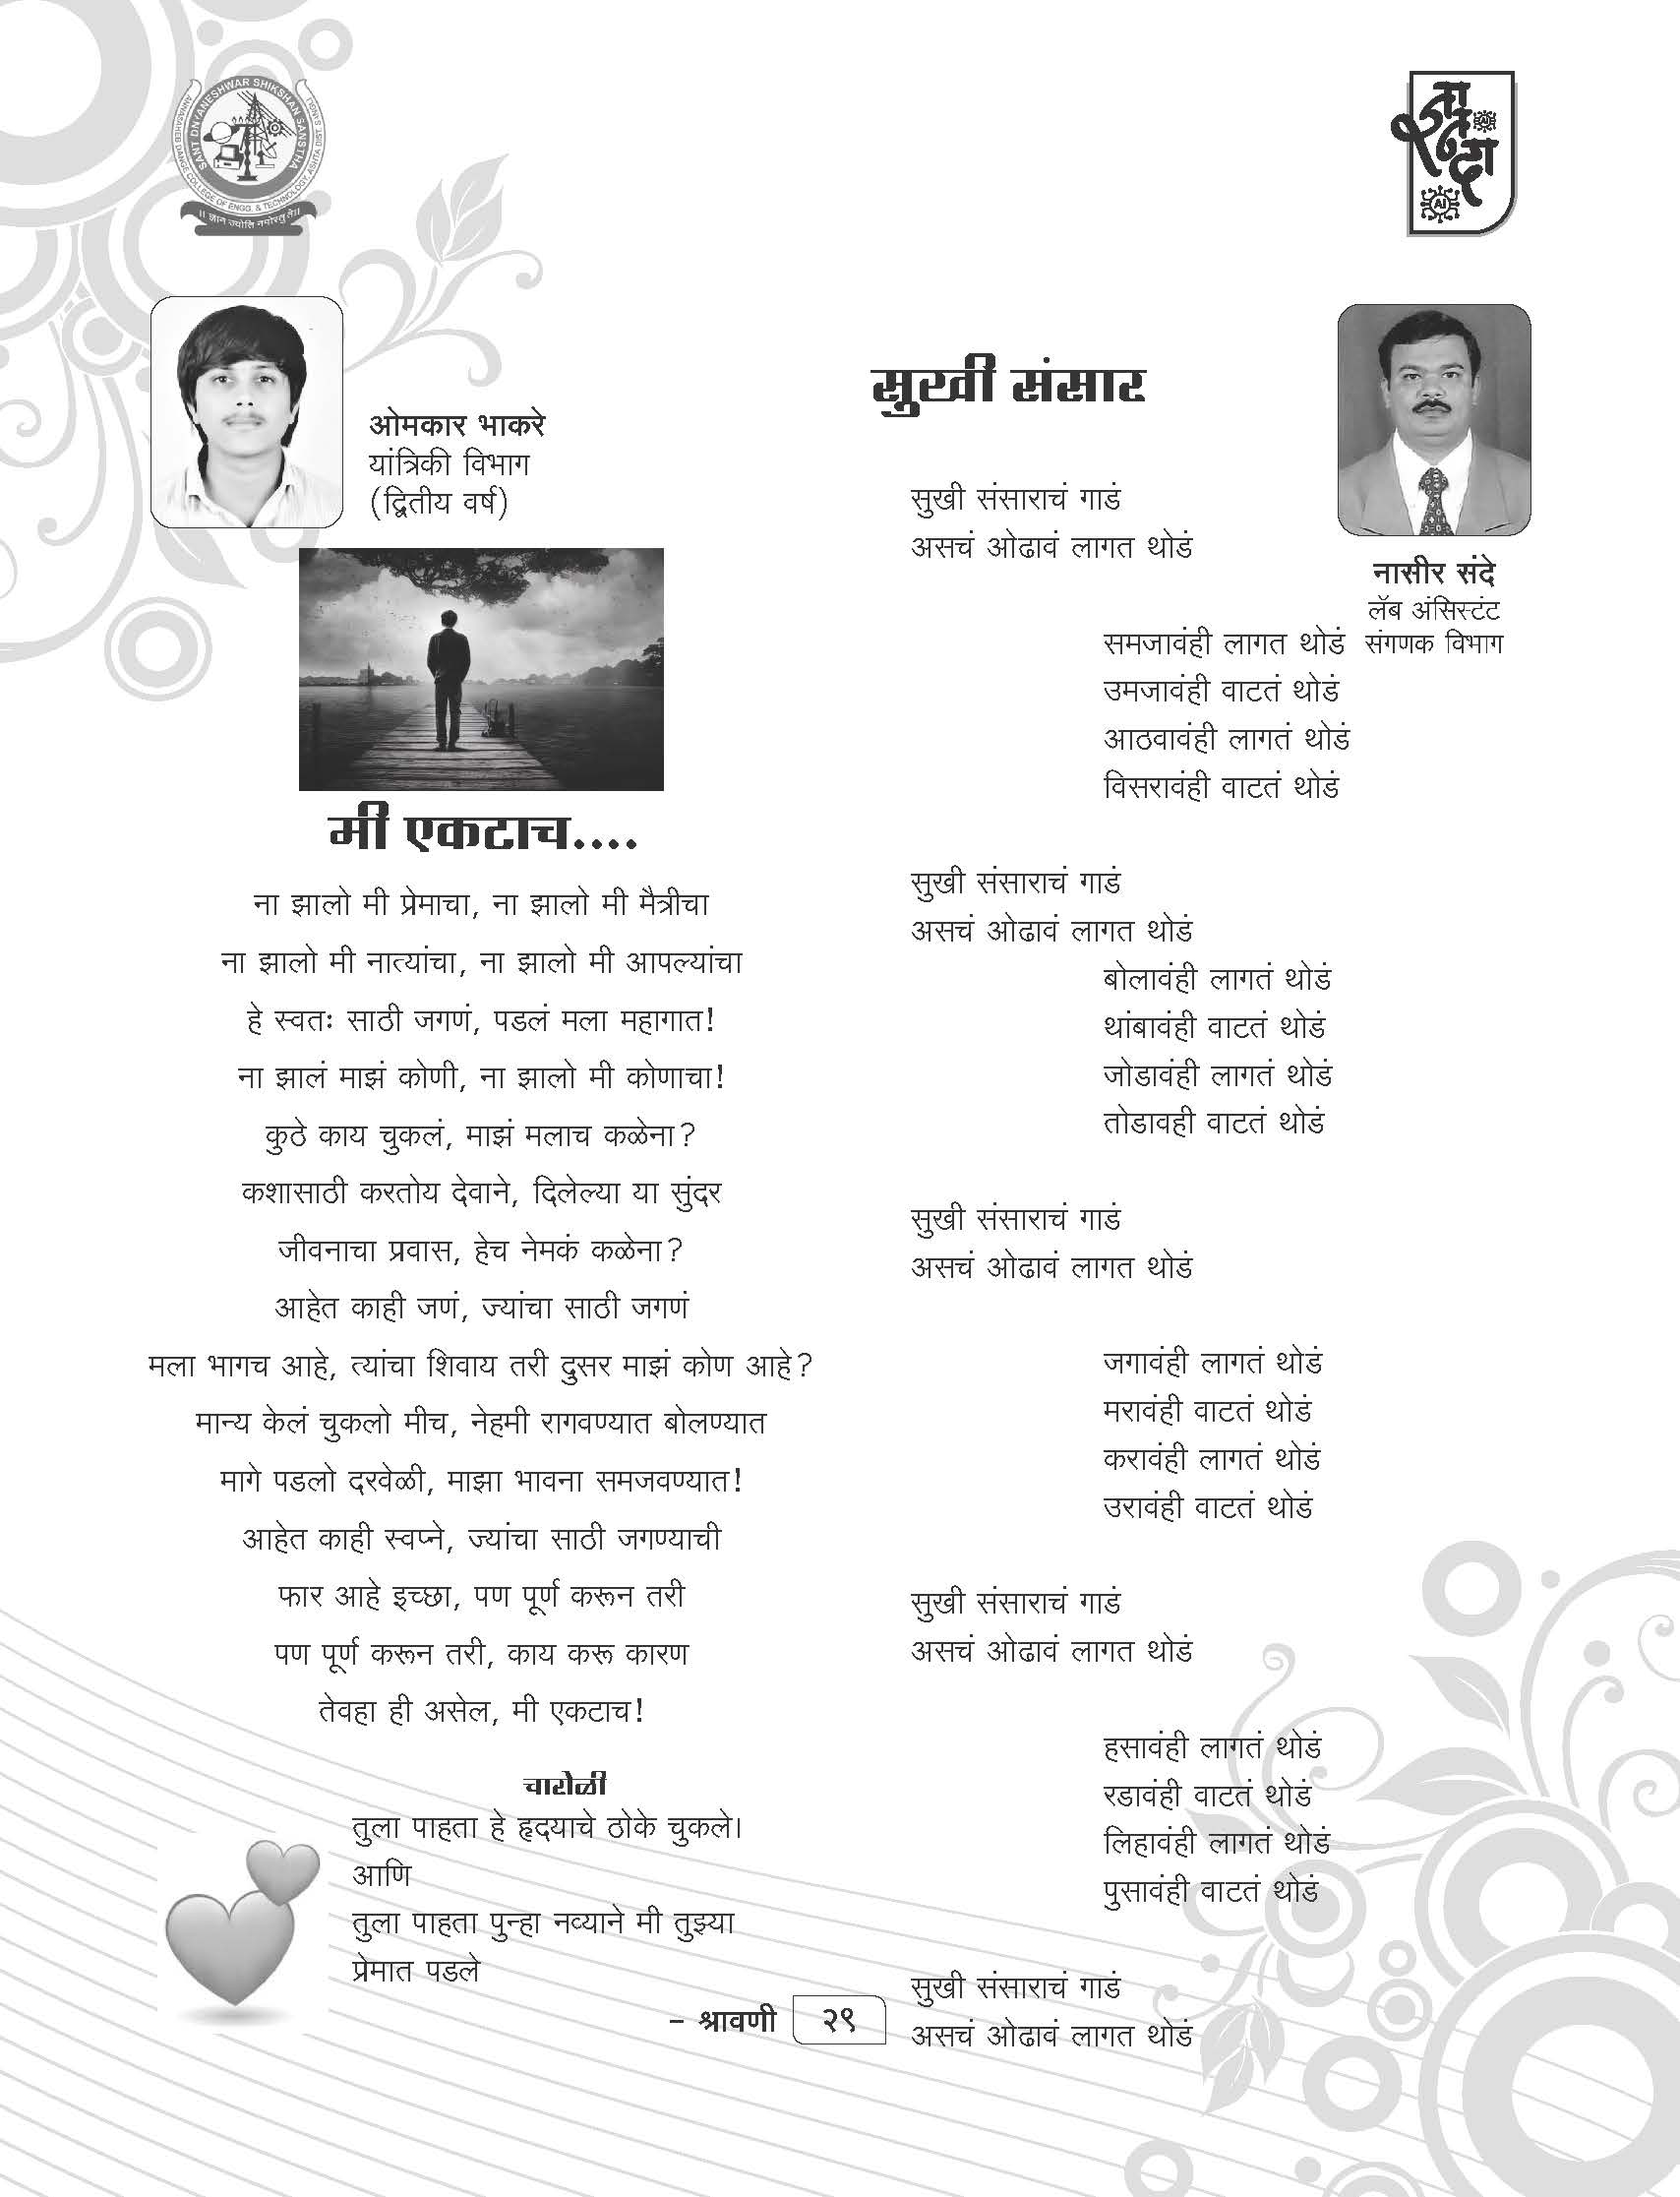 SANT DNYANESHWAR SHIKSHAN SANSTHA
ANNASAHEB DANGE COLLEGE OF ENGG. & TECHNOLOGY, ASHTA DIST. SANGLI
AI
AI
ओमकार भाकरे
यांत्रिकी विभाग
(द्वितीय वर्ष)
मी एकटाच....
ना झालो मी प्रेमाचा, ना झालो मी मैत्रीचा
ना झालो मी नात्यांचा, ना झालो मी आपल्यांचा
हे स्वतः साठी जगणं, पडलं मला महागात!
ना झालं माझं कोणी, ना झालो मी कोणाचा!
कुठे काय चुकलं, माझं मलाच कळेना?
कशासाठी करतोय देवाने, दिलेल्या या सुंदर
जीवनाचा प्रवास, हेच नेमकं कळेना?
आहेत काही जणं, ज्यांचा साठी जगणं
मला भागच आहे, त्यांचा शिवाय तरी दुसर माझं कोण आहे?
मान्य केलं चुकलो मीच, नेहमी रागवण्यात बोलण्यात
मागे पडलो दरवेळी, माझा भावना समजवण्यात!
आहेत काही स्वप्ने, ज्यांचा साठी जगण्याची
फार आहे इच्छा, पण पूर्ण करून तरी
पण पूर्ण करून तरी, काय करू कारण
तेवहा ही असेल, मी एकटाच!
चारोळी
तुला पाहता हे हृदयाचे ठोके चुकले।
आणि
तुला पाहता पुन्हा नव्याने मी तुझ्या
प्रेमात पडले
– श्रावणी
सुखी संसार
नासीर संदे
लॅब अंसिस्टंट
संगणक विभाग
सुखी संसाराचं गाडं
असचं ओढावं लागत थोडं
समजावंही लागत थोडं
उमजावंही वाटतं थोडं
आठवावंही लागतं थोडं
विसरावंही वाटतं थोडं
सुखी संसाराचं गाडं
असचं ओढावं लागत थोडं
बोलावंही लागतं थोडं
थांबावंही वाटतं थोडं
जोडावंही लागतं थोडं
तोडावही वाटतं थोडं
सुखी संसाराचं गाडं
असचं ओढावं लागत थोडं
जगावंही लागतं थोडं
मरावंही वाटतं थोडं
करावंही लागतं थोडं
उरावंही वाटतं थोडं
सुखी संसाराचं गाडं
असचं ओढावं लागत थोडं
हसावंही लागतं थोडं
रडावंही वाटतं थोडं
लिहावंही लागतं थोडं
पुसावंही वाटतं थोडं
सुखी संसाराचं गाडं
असचं ओढावं लागत थोडं
२९